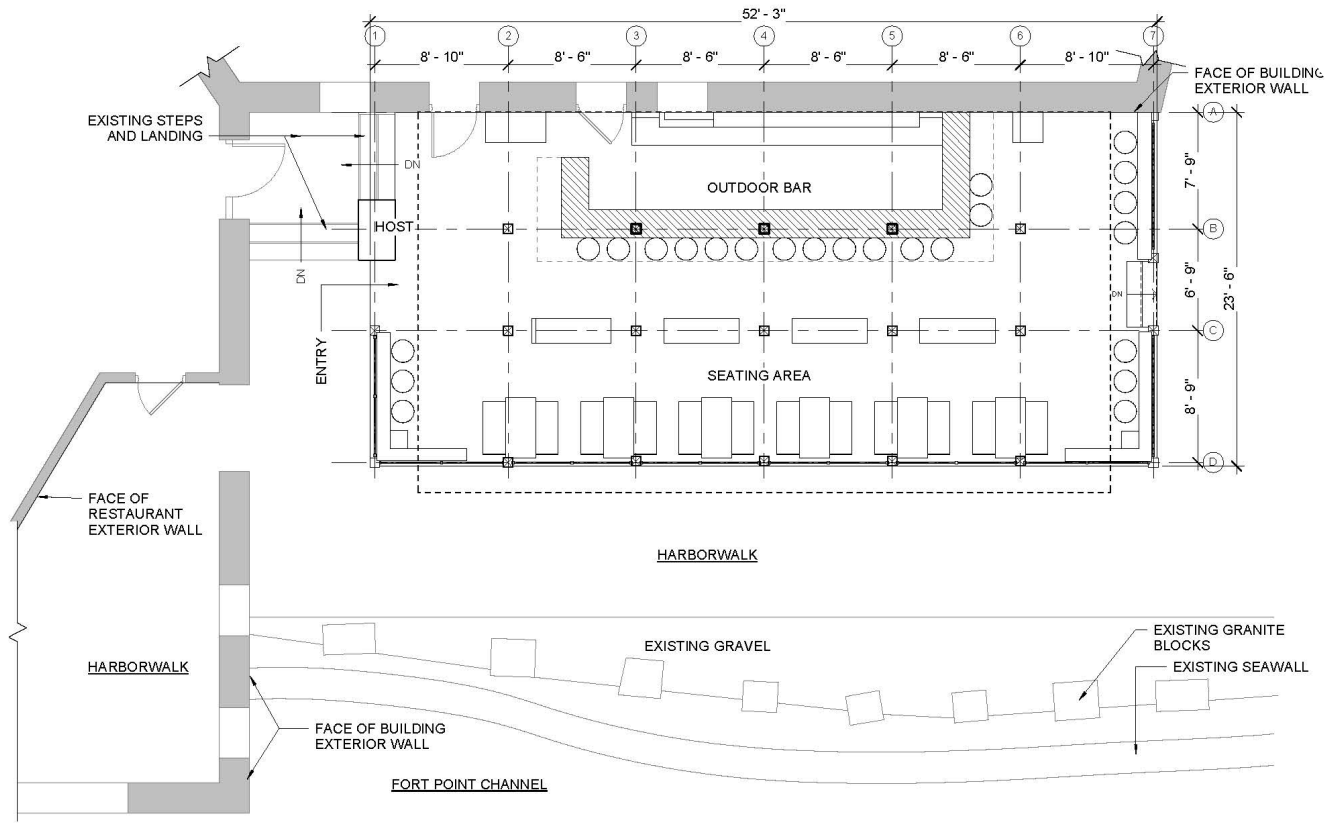 52' - 3"
1
2
3
4
5
6
7
8' - 10"
8' - 6"
8' - 6"
8' - 6"
8' - 6"
8' - 10"
FACE OF BUILDING
EXTERIOR WALL
EXISTING STEPS
AND LANDING
A
DN
7' - 9"
OUTDOOR BAR
HOST
B
DN
6' - 9"
23' - 6"
DN
ENTRY
C
SEATING AREA
8' - 9"
D
FACE OF
RESTAURANT
EXTERIOR WALL
HARBORWALK
EXISTING GRAVEL
EXISTING GRANITE
BLOCKS
HARBORWALK
EXISTING SEAWALL
FACE OF BUILDING
EXTERIOR WALL
FORT POINT CHANNEL